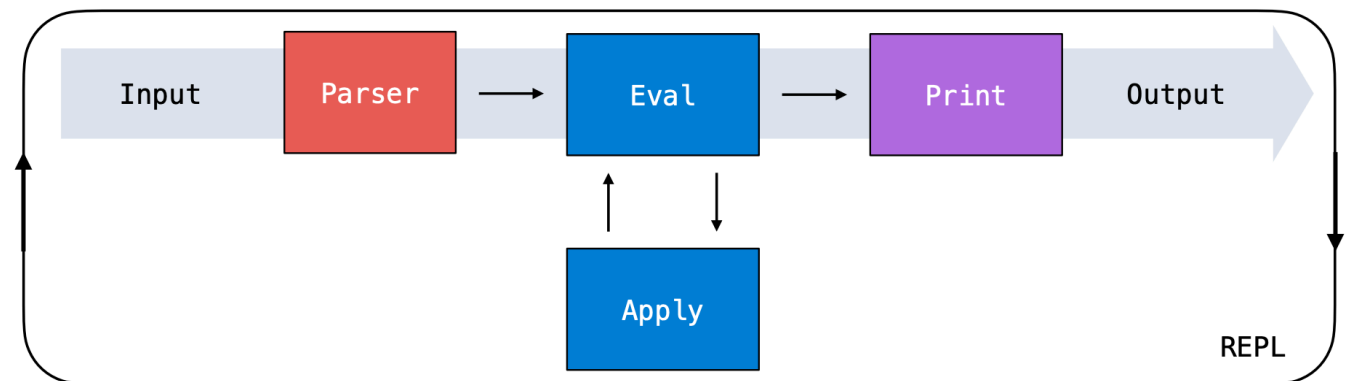 Input
Parser
Eval
Print
Output
Apply
REPL